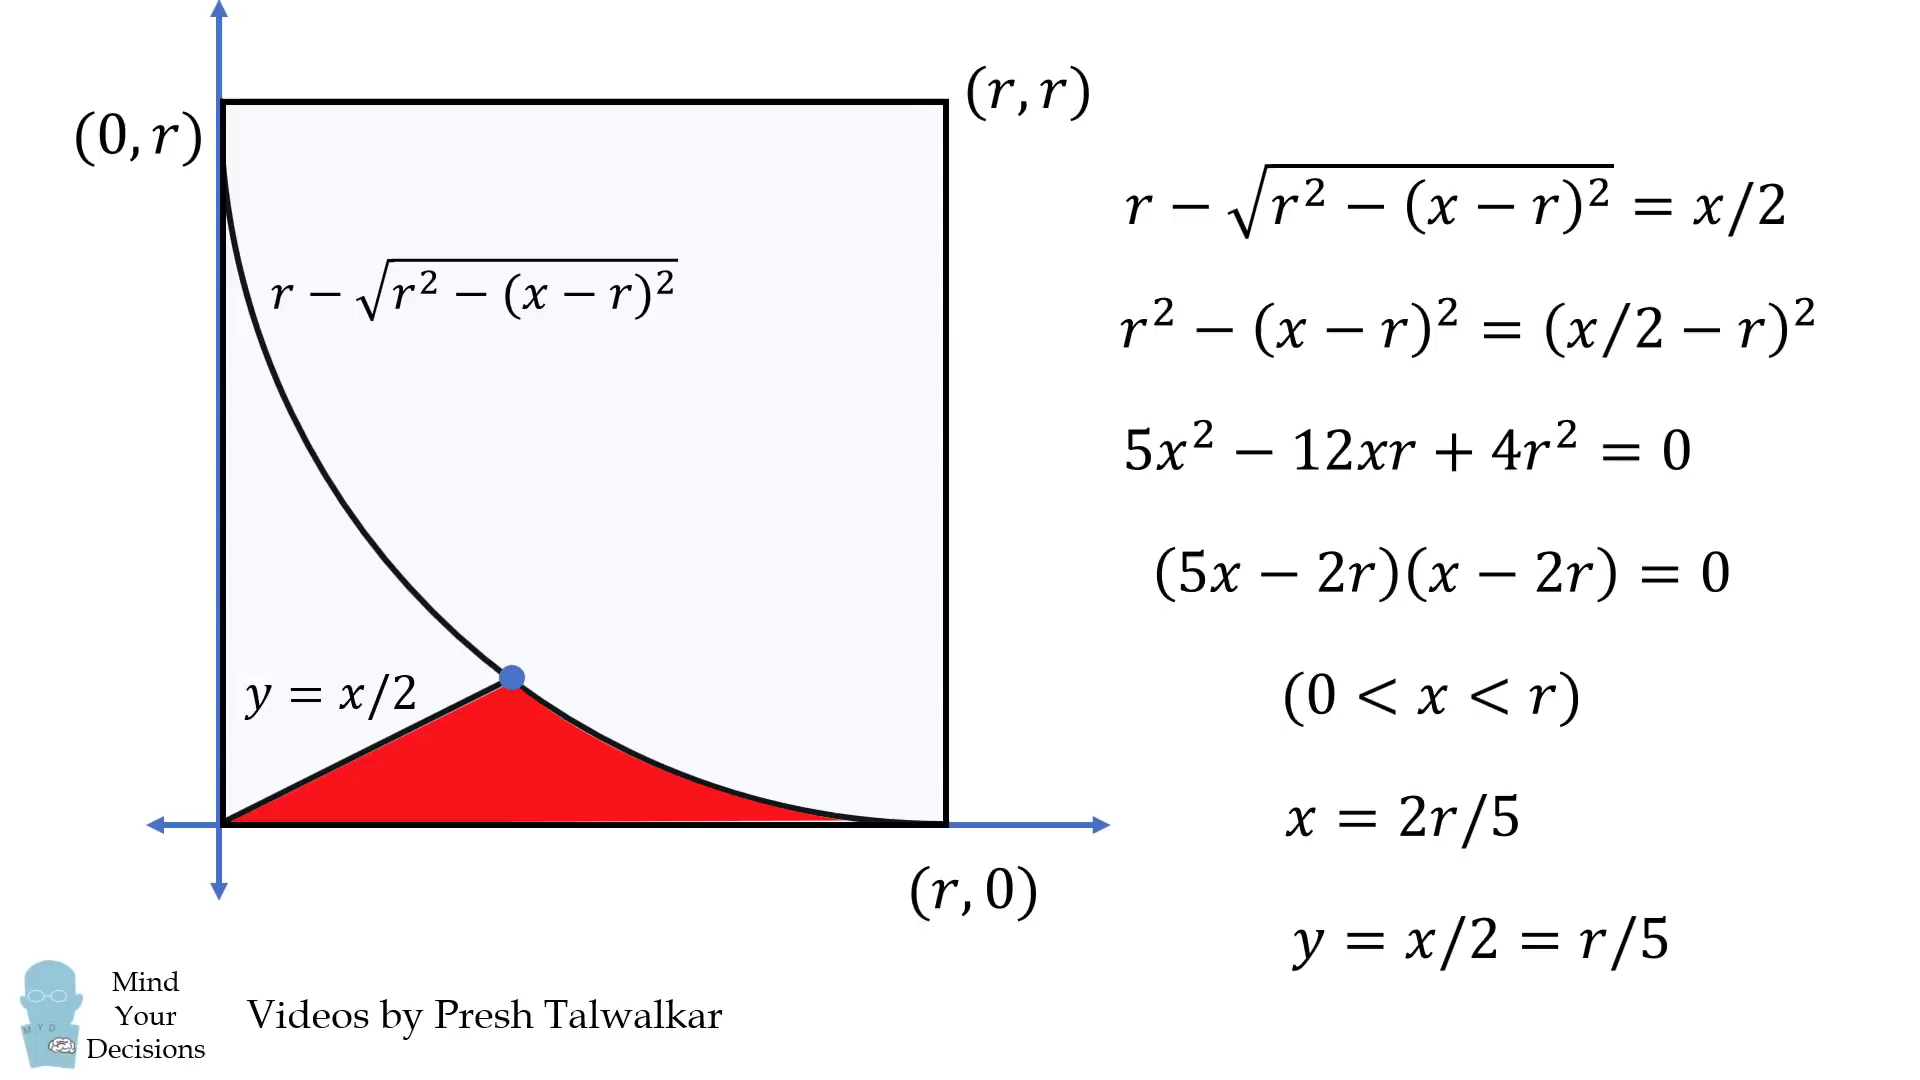 (0, r)
(r, r)
r − √(r² − (x − r)²)
y = x/2
(r, 0)
r − √(r² − (x − r)²) = x/2
r² − (x − r)² = (x/2 − r)²
5x² − 12xr + 4r² = 0
(5x − 2r)(x − 2r) = 0
(0 < x < r)
x = 2r/5
y = x/2 = r/5
M Y D
Mind
Your
Decisions
Videos by Presh Talwalkar